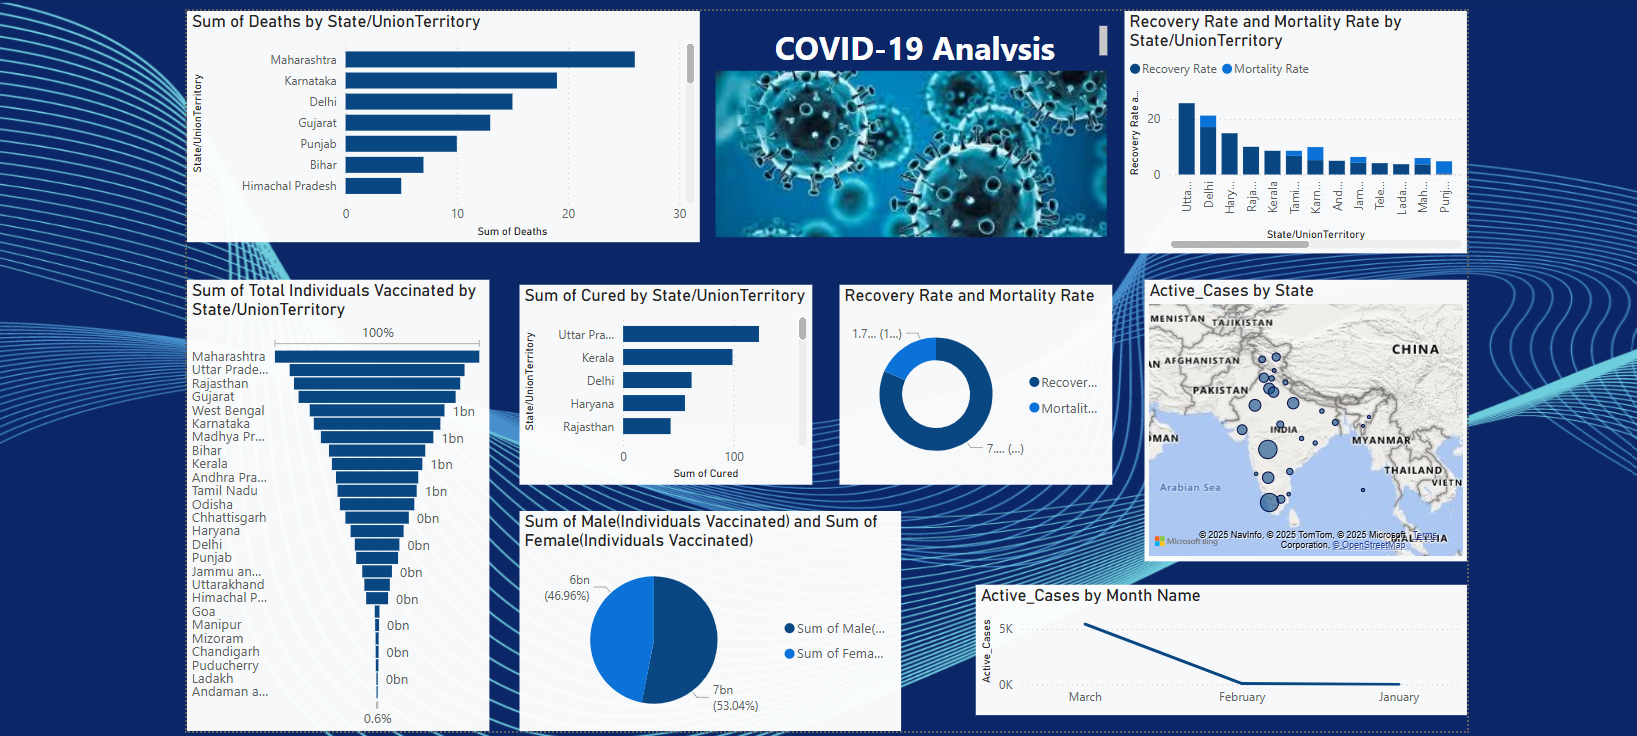 Sum of Deaths by State/UnionTerritory
State/UnionTerritory
Maharashtra
Karnataka
Delhi
Gujarat
Punjab
Bihar
Himachal Pradesh
0 10 20 30
Sum of Deaths
COVID-19 Analysis
Recovery Rate and Mortality Rate by
State/UnionTerritory
Recovery Rate Mortality Rate
Recovery Rate a...
20
0
Utta... Delhi Hary... Raja... Kerala Tami... Karn... And... Jam... Tele... Lada... Mah... Punj...
State/UnionTerritory
Sum of Total Individuals Vaccinated by
State/UnionTerritory
100%
Maharashtra
Uttar Prade...
Rajasthan
Gujarat
West Bengal 1bn
Karnataka
Madhya Pr... 1bn
Bihar
Kerala 1bn
Andhra Pra...
Tamil Nadu 1bn
Odisha
Chhattisgarh 0bn
Haryana
Delhi 0bn
Punjab
Jammu an... 0bn
Uttarakhand
Himachal P... 0bn
Goa
Manipur 0bn
Mizoram
Chandigarh 0bn
Puducherry
Ladakh 0bn
Andaman a...
0.6%
Sum of Cured by State/UnionTerritory
State/UnionTerritory
Uttar Pra...
Kerala
Delhi
Haryana
Rajasthan
0 100
Sum of Cured
Recovery Rate and Mortality Rate
1.7... (1...)
Recover...
Mortalit...
7.... (...)
Active_Cases by State
MENISTAN
TAJIKISTAN
CHINA
AN
AFGHANISTAN
PAKISTAN
INDIA
OMAN
MYANMAR
THAILAND
VIETN
Arabian Sea
MALAYSIA
Microsoft Bing
© 2025 NavInfo, © 2025 TomTom, © 2025 Microsoft Terms
Corporation, © OpenStreetMap
Sum of Male(Individuals Vaccinated) and Sum of
Female(Individuals Vaccinated)
6bn
(46.96%)
Sum of Male(...
Sum of Fema...
7bn
(53.04%)
Active_Cases by Month Name
Active_Cases
5K
0K
March February January